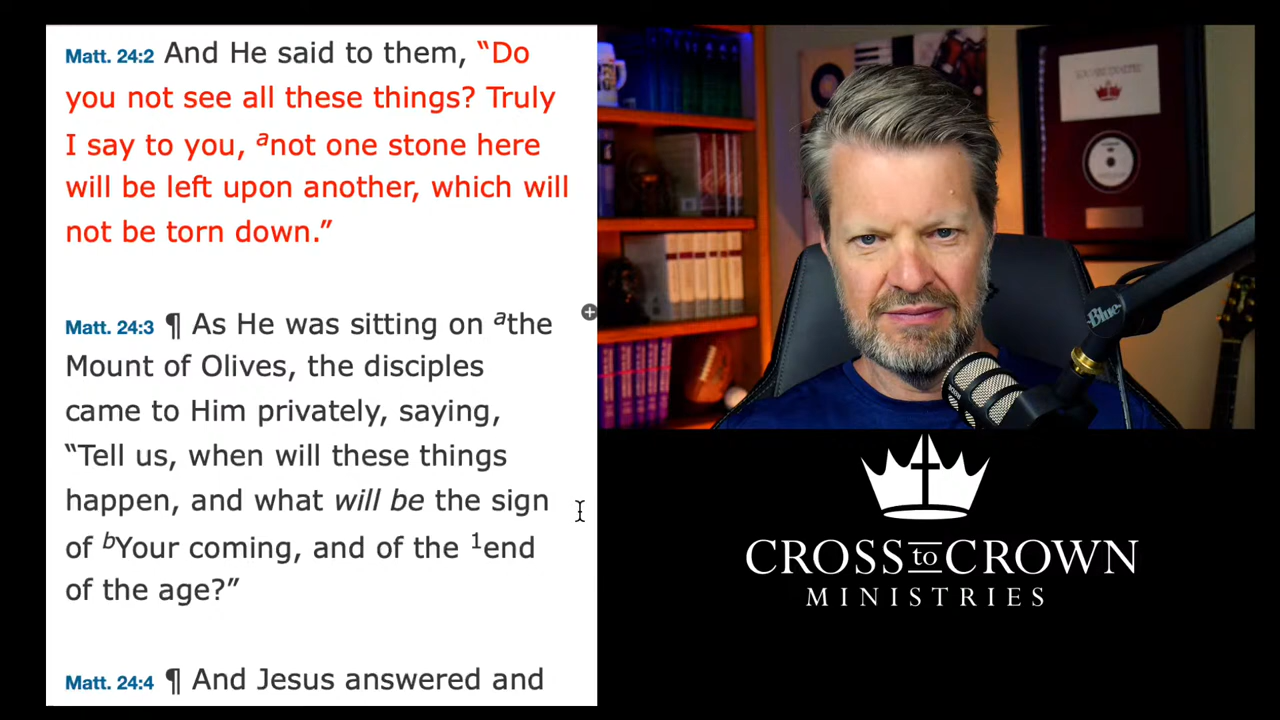 Matt. 24:2 And He said to them, “Do
you not see all these things? Truly
I say to you, ᵃnot one stone here
will be left upon another, which will
not be torn down.”
Matt. 24:3 ¶ As He was sitting on ᵃthe
Mount of Olives, the disciples
came to Him privately, saying,
“Tell us, when will these things
happen, and what will be the sign
of ᵇYour coming, and of the ¹end
of the age?”
Matt. 24:4 ¶ And Jesus answered and
Blue
CROSS to CROWN
MINISTRIES